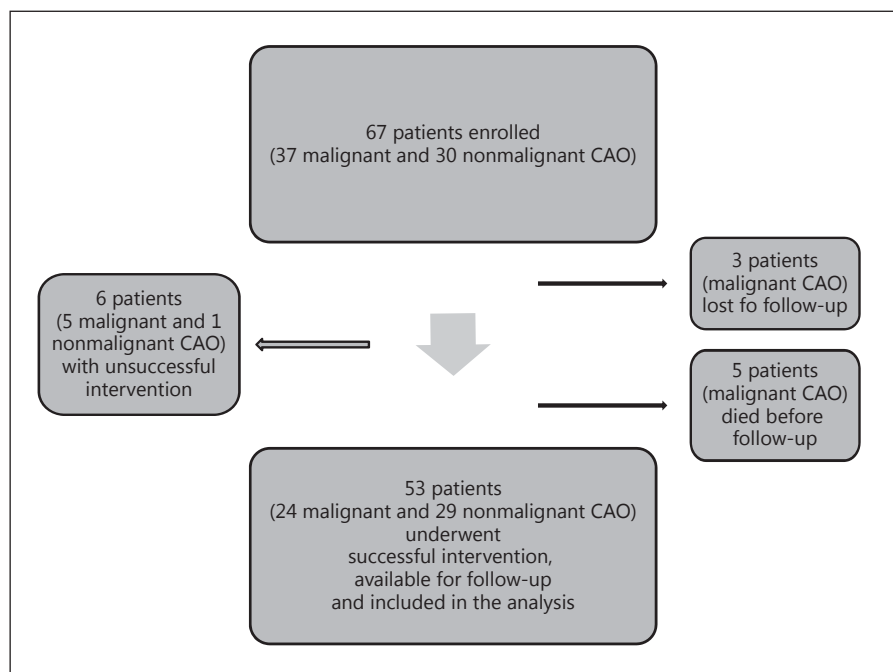 67 patients enrolled
(37 malignant and 30 nonmalignant CAO)
3 patients
(malignant CAO)
lost fo follow-up
6 patients
(5 malignant and 1
nonmalignant CAO)
with unsuccessful
intervention
5 patients
(malignant CAO)
died before
follow-up
53 patients
(24 malignant and 29 nonmalignant CAO)
underwent
successful intervention,
available for follow-up
and included in the analysis